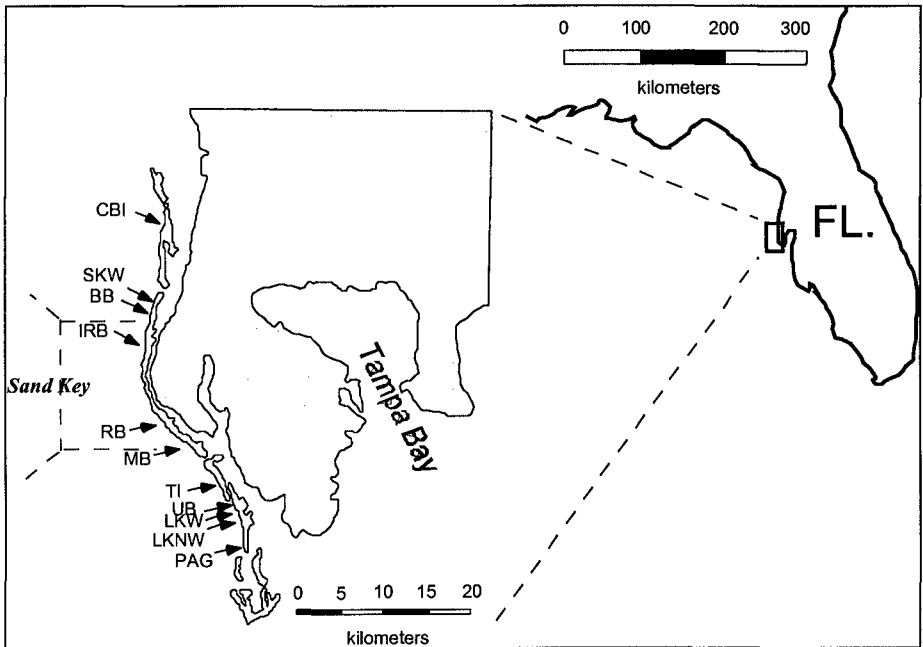 0 100 200 300
kilometers
FL.
CBI
SKW
BB
IRB
Sand Key
RB
MB
TI
UB
LKW
LKNW
PAG
Tampa Bay
0 5 10 15 20
kilometers